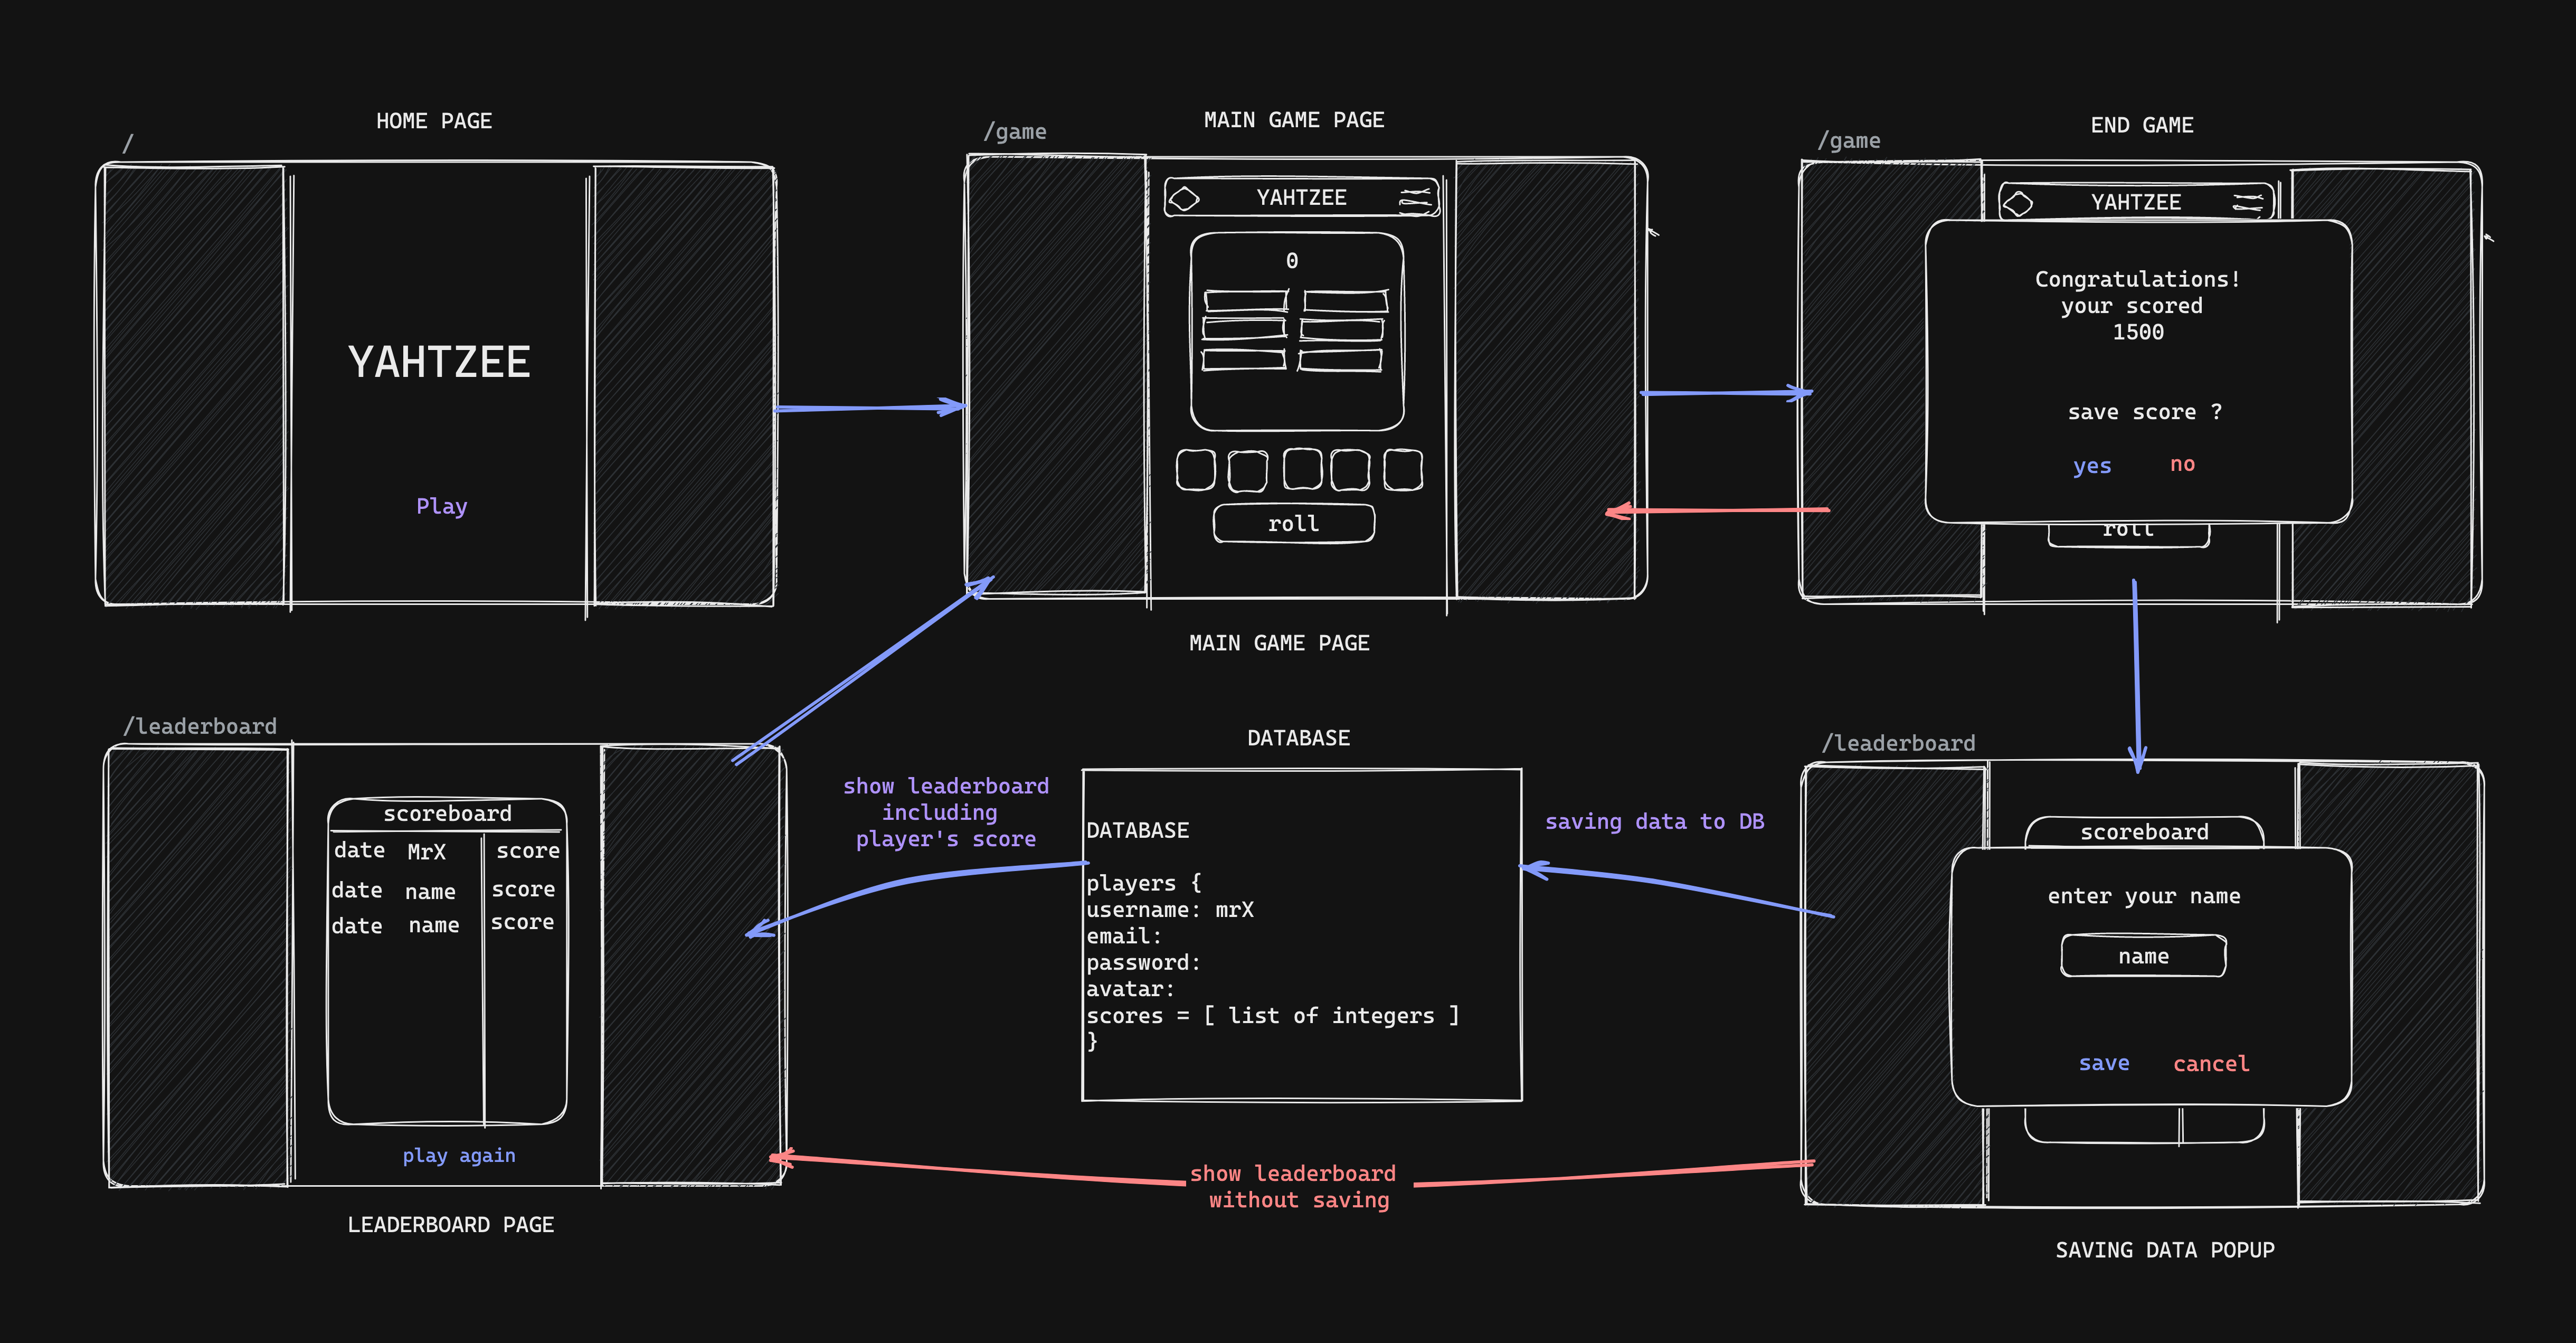 HOME PAGE
/
YAHTZEE
Play
MAIN GAME PAGE
/game
YAHTZEE
0
roll
MAIN GAME PAGE
END GAME
/game
YAHTZEE
Congratulations!
your scored
1500
save score ?
yes no
roll
/leaderboard
scoreboard
date MrX score
date name score
date name score
play again
LEADERBOARD PAGE
show leaderboard
including
player's score
DATABASE
DATABASE
players {
username: mrX
email:
password:
avatar:
scores = [ list of integers ]
}
saving data to DB
show leaderboard
without saving
/leaderboard
scoreboard
enter your name
name
save cancel
SAVING DATA POPUP